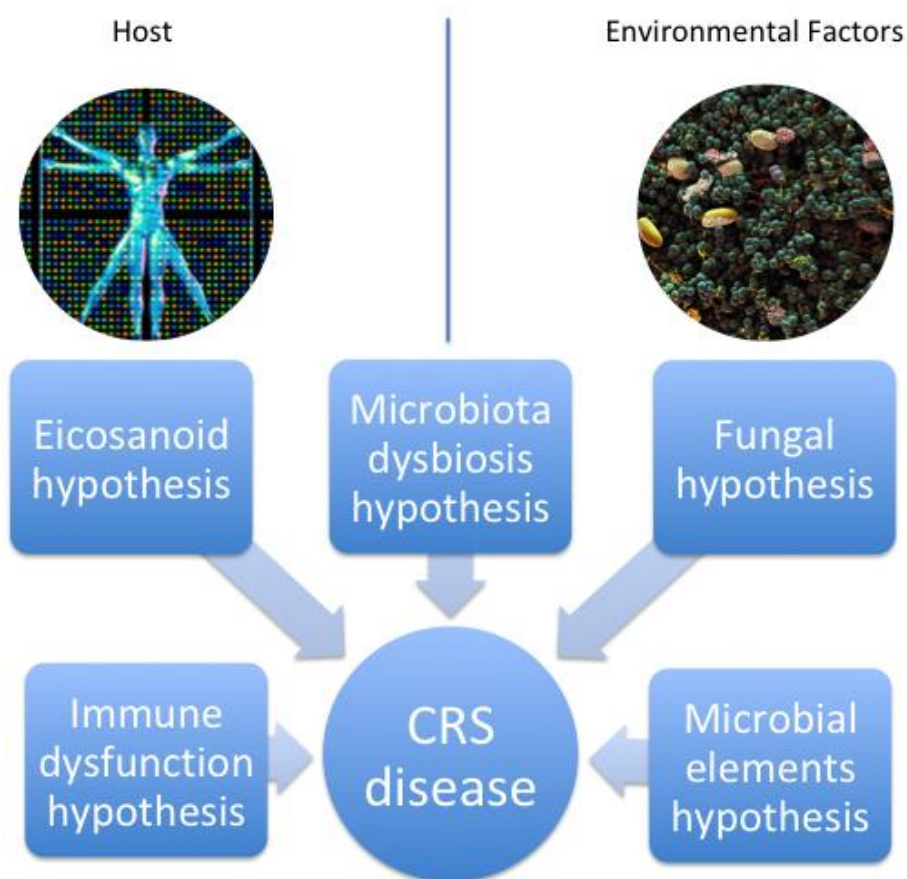 Host
Environmental Factors
Eicosanoid
hypothesis
Microbiota
dysbiosis
hypothesis
Fungal
hypothesis
Immune
dysfunction
hypothesis
CRS
disease
Microbial
elements
hypothesis